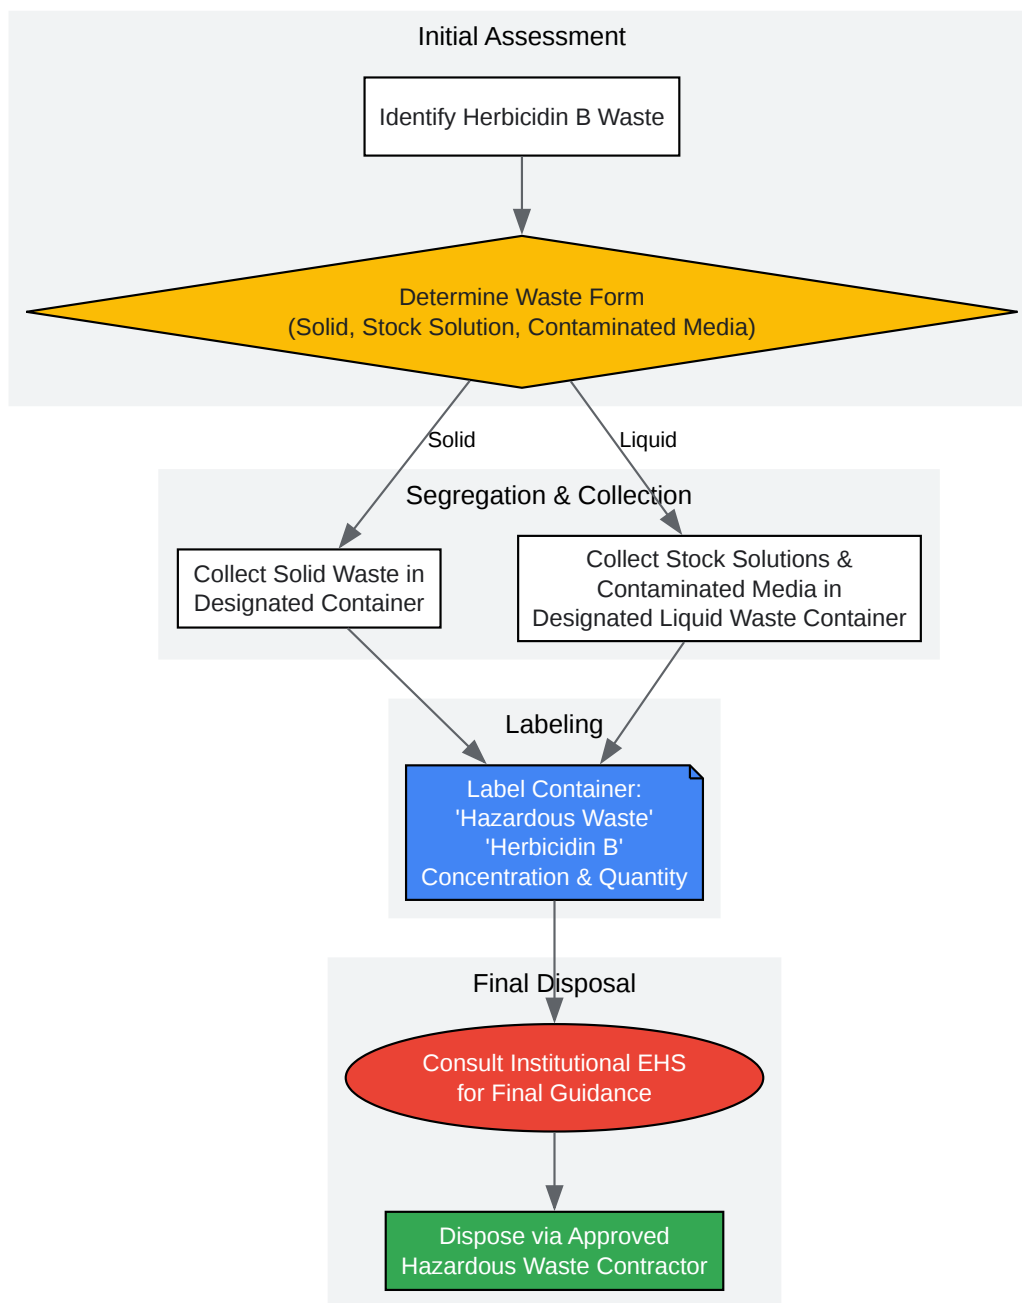 Initial Assessment
Identify Herbicidin B Waste
Determine Waste Form
(Solid, Stock Solution, Contaminated Media)
Solid
Liquid
Segregation & Collection
Collect Solid Waste in
Designated Container
Collect Stock Solutions &
Contaminated Media in
Designated Liquid Waste Container
Labeling
Label Container:
'Hazardous Waste'
'Herbicidin B'
Concentration & Quantity
Final Disposal
Consult Institutional EHS
for Final Guidance
Dispose via Approved
Hazardous Waste Contractor